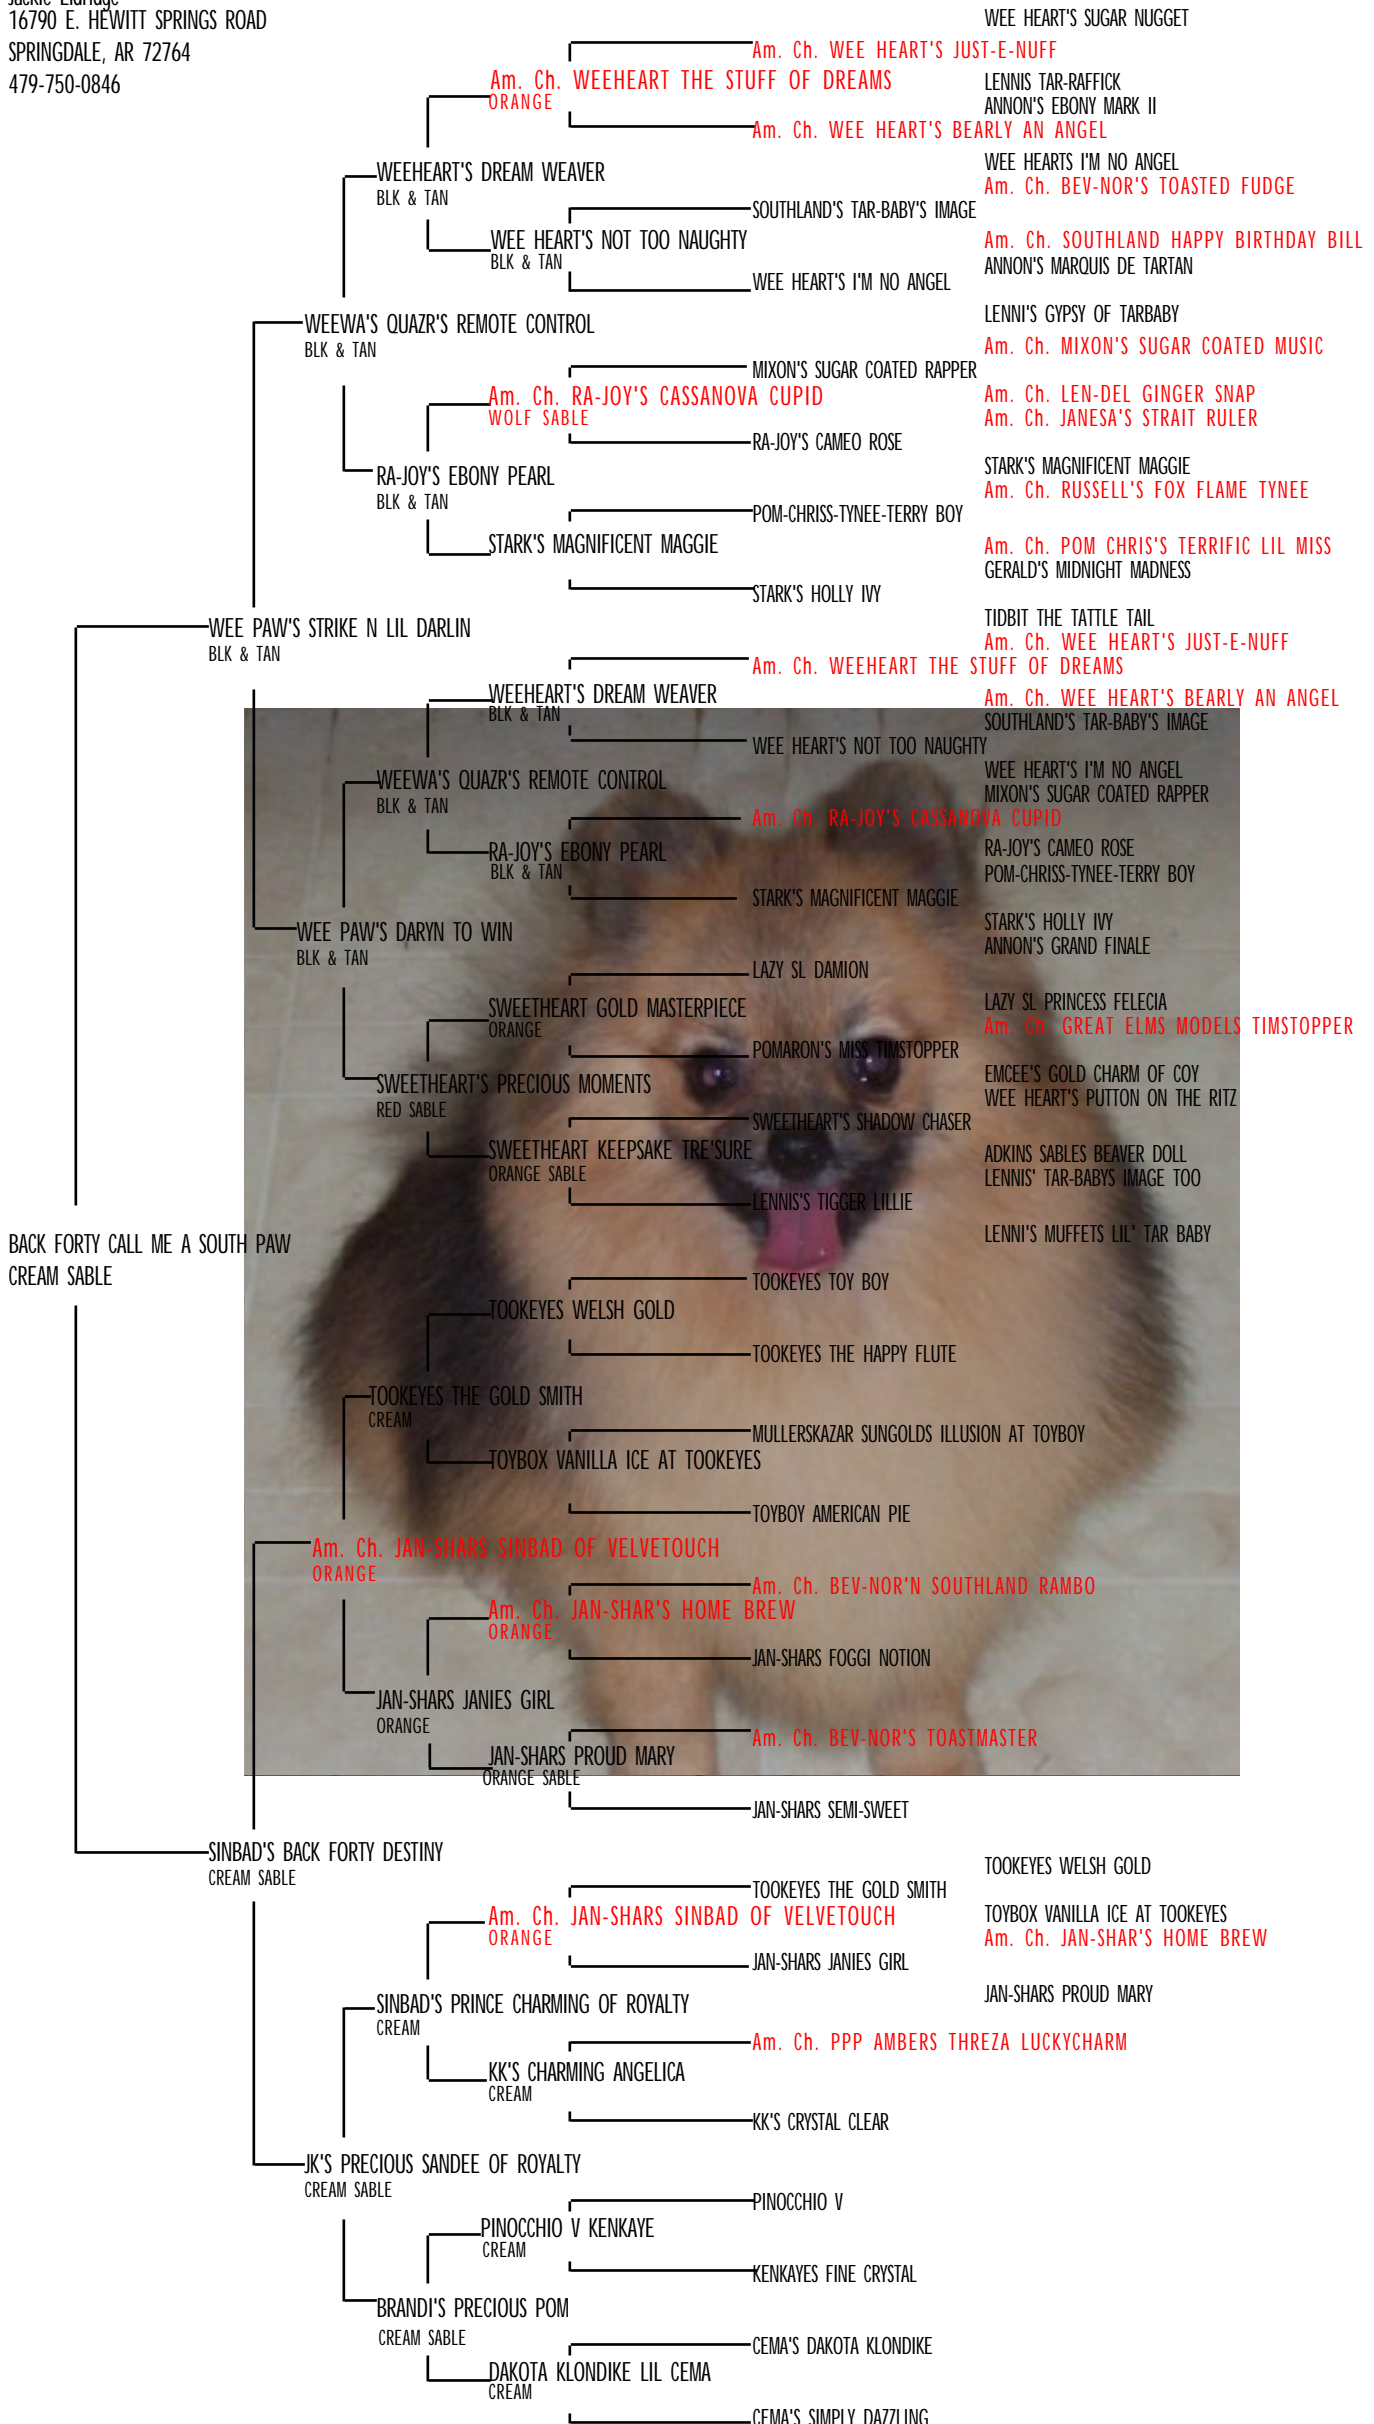 Jackie Eldridge
16790 E. HEWITT SPRINGS ROAD
SPRINGDALE, AR 72764
479-750-0846
WEE HEART'S SUGAR NUGGET
Am. Ch. WEE HEART'S JUST-E-NUFF
Am. Ch. WEEHEART THE STUFF OF DREAMS
ORANGE
LENNIS TAR-RAFFICK
ANNON'S EBONY MARK II
Am. Ch. WEE HEART'S BEARLY AN ANGEL
WEE HEARTS I'M NO ANGEL
WEEHEART'S DREAM WEAVER
BLK & TAN
Am. Ch. BEV-NOR'S TOASTED FUDGE
SOUTHLAND'S TAR-BABY'S IMAGE
WEE HEART'S NOT TOO NAUGHTY
BLK & TAN
Am. Ch. SOUTHLAND HAPPY BIRTHDAY BILL
ANNON'S MARQUIS DE TARTAN
WEE HEART'S I'M NO ANGEL
LENNI'S GYPSY OF TARBABY
WEEWA'S QUAZR'S REMOTE CONTROL
BLK & TAN
Am. Ch. MIXON'S SUGAR COATED MUSIC
MIXON'S SUGAR COATED RAPPER
Am. Ch. RA-JOY'S CASSANOVA CUPID
WOLF SABLE
Am. Ch. LEN-DEL GINGER SNAP
Am. Ch. JANESA'S STRAIT RULER
RA-JOY'S CAMEO ROSE
STARK'S MAGNIFICENT MAGGIE
RA-JOY'S EBONY PEARL
BLK & TAN
Am. Ch. RUSSELL'S FOX FLAME TYNEE
POM-CHRISS-TYNEE-TERRY BOY
STARK'S MAGNIFICENT MAGGIE
Am. Ch. POM CHRIS'S TERRIFIC LIL MISS
GERALD'S MIDNIGHT MADNESS
STARK'S HOLLY IVY
TIDBIT THE TATTLE TAIL
WEE PAW'S STRIKE N LIL DARLIN
BLK & TAN
Am. Ch. WEE HEART'S JUST-E-NUFF
Am. Ch. WEEHEART THE STUFF OF DREAMS
WEEHEART'S DREAM WEAVER
BLK & TAN
Am. Ch. WEE HEART'S BEARLY AN ANGEL
SOUTHLAND'S TAR-BABY'S IMAGE
WEE HEART'S NOT TOO NAUGHTY
WEE HEART'S I'M NO ANGEL
WEEWA'S QUAZR'S REMOTE CONTROL
BLK & TAN
MIXON'S SUGAR COATED RAPPER
Am. Ch. RA-JOY'S CASSANOVA CUPID
RA-JOY'S EBONY PEARL
BLK & TAN
RA-JOY'S CAMEO ROSE
POM-CHRISS-TYNEE-TERRY BOY
STARK'S MAGNIFICENT MAGGIE
STARK'S HOLLY IVY
WEE PAW'S DARYN TO WIN
BLK & TAN
ANNON'S GRAND FINALE
LAZY SL DAMION
SWEETHEART GOLD MASTERPIECE
ORANGE
LAZY SL PRINCESS FELECIA
Am. Ch. GREAT ELMS MODELS TIMSTOPPER
POMARON'S MISS TIMSTOPPER
EMCEE'S GOLD CHARM OF COY
SWEETHEART'S PRECIOUS MOMENTS
RED SABLE
WEE HEART'S PUTTON ON THE RITZ
SWEETHEART'S SHADOW CHASER
SWEETHEART KEEPSAKE TRE'SURE
ORANGE SABLE
ADKINS SABLES BEAVER DOLL
LENNIS' TAR-BABYS IMAGE TOO
LENNIS'S TIGGER LILLIE
LENNI'S MUFFETS LIL' TAR BABY
BACK FORTY CALL ME A SOUTH PAW
CREAM SABLE
TOOKEYES TOY BOY
TOOKEYES WELSH GOLD
TOOKEYES THE HAPPY FLUTE
TOOKEYES THE GOLD SMITH
CREAM
MULLERSKAZAR SUNGOLDS ILLUSION AT TOYBOY
TOYBOX VANILLA ICE AT TOOKEYES
TOYBOY AMERICAN PIE
Am. Ch. JAN-SHARS SINBAD OF VELVETOUCH
ORANGE
Am. Ch. BEV-NOR'N SOUTHLAND RAMBO
Am. Ch. JAN-SHAR'S HOME BREW
ORANGE
JAN-SHARS FOGGI NOTION
JAN-SHARS JANIES GIRL
ORANGE
Am. Ch. BEV-NOR'S TOASTMASTER
JAN-SHARS PROUD MARY
ORANGE SABLE
JAN-SHARS SEMI-SWEET
SINBAD'S BACK FORTY DESTINY
CREAM SABLE
TOOKEYES WELSH GOLD
TOOKEYES THE GOLD SMITH
Am. Ch. JAN-SHARS SINBAD OF VELVETOUCH
ORANGE
TOYBOX VANILLA ICE AT TOOKEYES
Am. Ch. JAN-SHAR'S HOME BREW
JAN-SHARS JANIES GIRL
JAN-SHARS PROUD MARY
SINBAD'S PRINCE CHARMING OF ROYALTY
CREAM
Am. Ch. PPP AMBERS THREZA LUCKYCHARM
KK'S CHARMING ANGELICA
CREAM
KK'S CRYSTAL CLEAR
JK'S PRECIOUS SANDEE OF ROYALTY
CREAM SABLE
PINOCCHIO V
PINOCCHIO V KENKAYE
CREAM
KENKAYES FINE CRYSTAL
BRANDI'S PRECIOUS POM
CREAM SABLE
CEMA'S DAKOTA KLONDIKE
DAKOTA KLONDIKE LIL CEMA
CREAM
CEMA'S SIMPLY DAZZLING